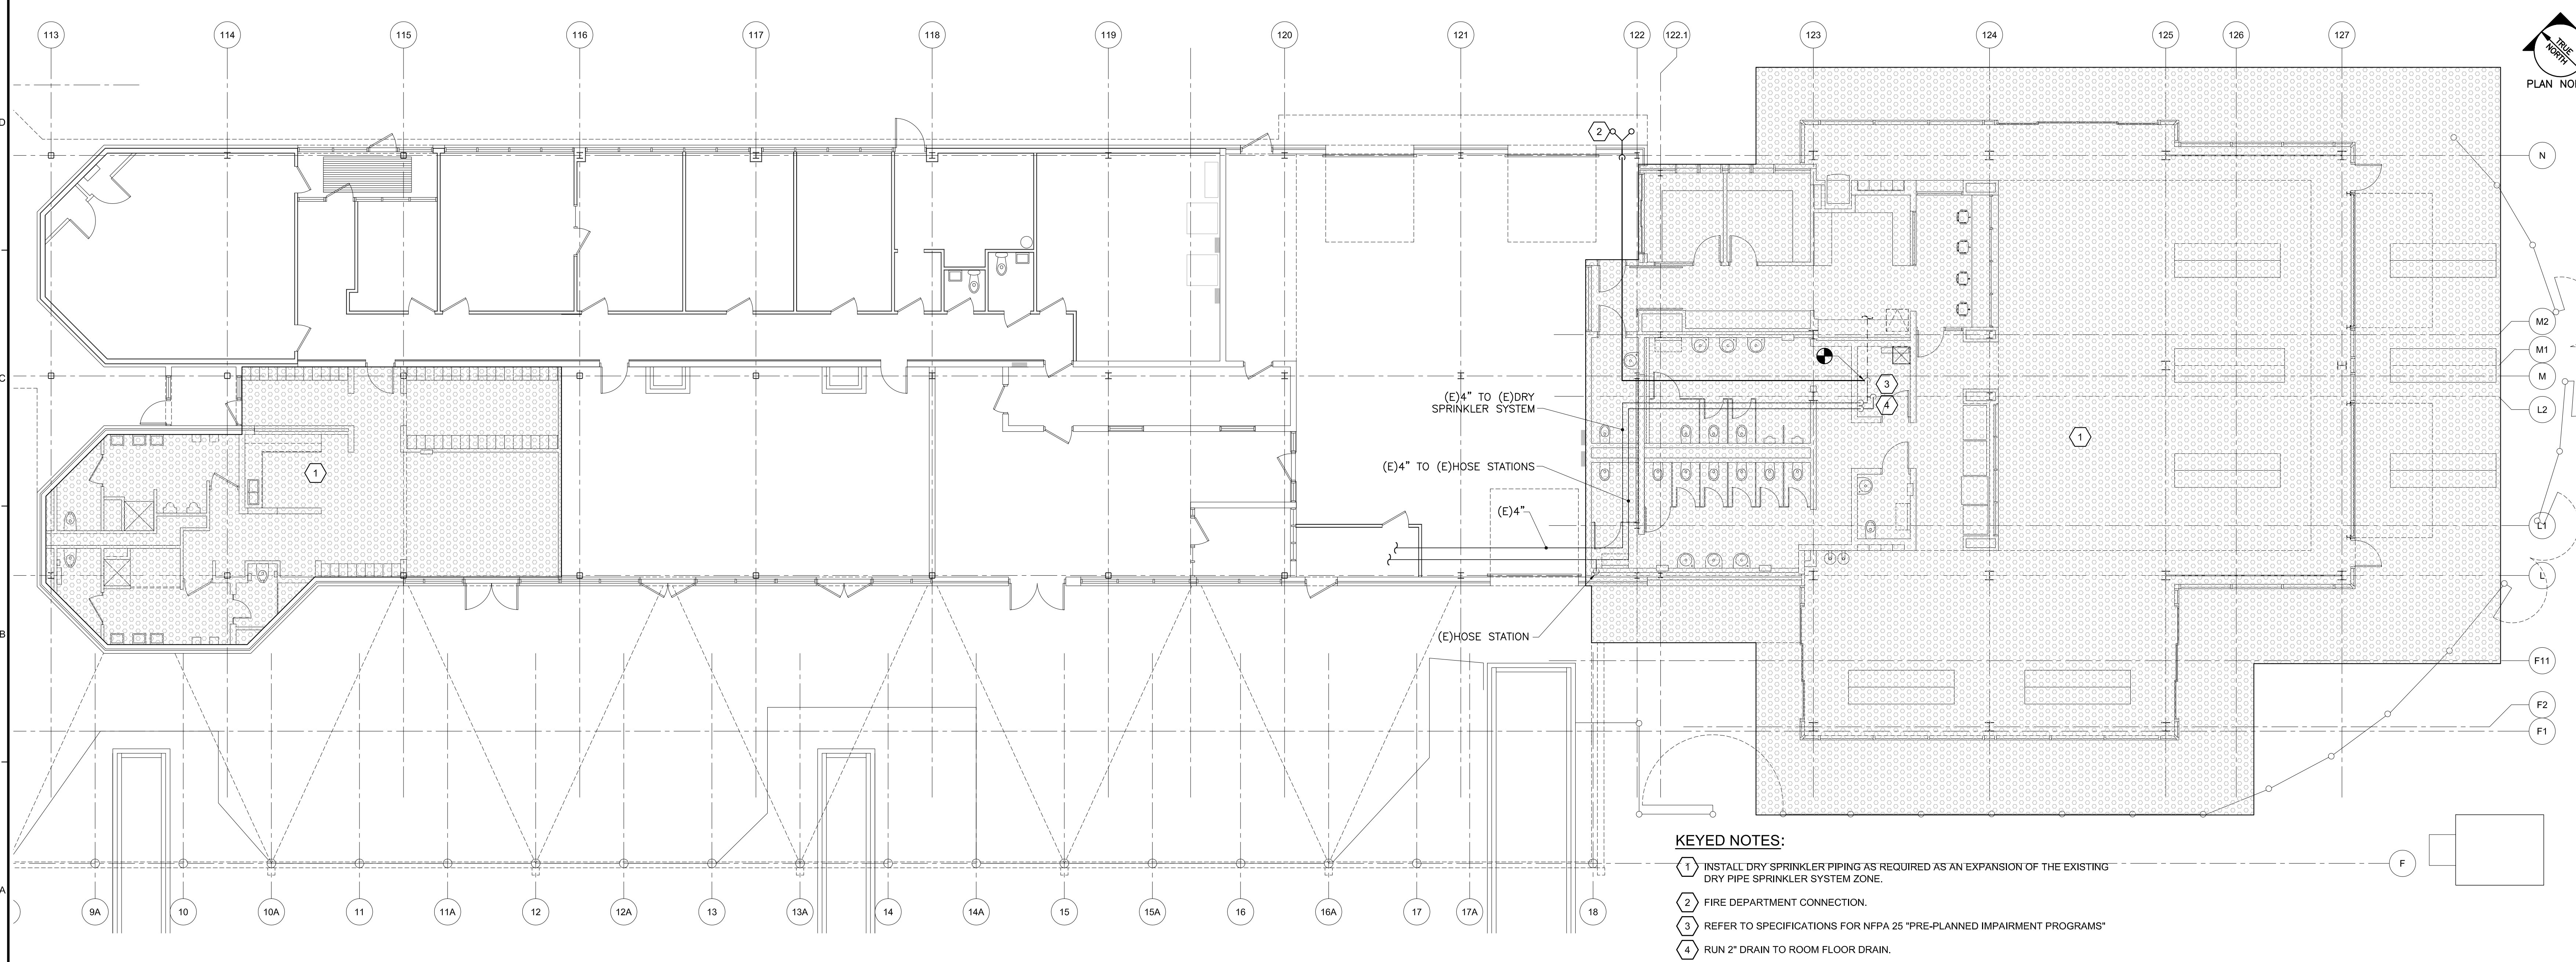 113
114
115
116
117
118
119
120
121
122
122.1
123
124
125
126
127
TRUE
NORTH
D
2
N
M2
M1
C
M
(E)4" TO (E)DRY
SPRINKLER SYSTEM
3
4
L2
1
1
(E)4" TO (E)HOSE STATIONS
(E)4"
L1
L
B
(E)HOSE STATION
F11
F2
F1
KEYED NOTES:
1 INSTALL DRY SPRINKLER PIPING AS REQUIRED AS AN EXPANSION OF THE EXISTING
DRY PIPE SPRINKLER SYSTEM ZONE.
F
A
9A
10
10A
11
11A
12
12A
13
13A
14
14A
15
15A
16
16A
17
17A
18
2 FIRE DEPARTMENT CONNECTION.
3 REFER TO SPECIFICATIONS FOR NFPA 25 "PRE-PLANNED IMPAIRMENT PROGRAMS"
4 RUN 2" DRAIN TO ROOM FLOOR DRAIN.